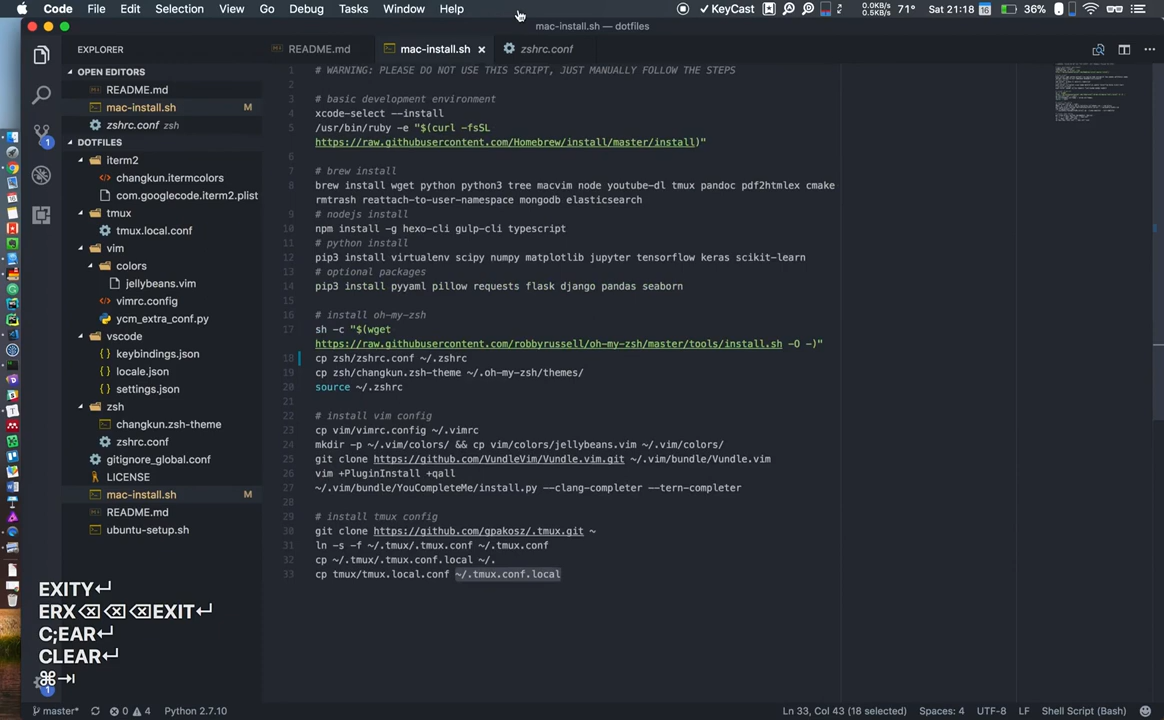 Code File Edit Selection View Go Debug Tasks Window Help
KeyCast 71° 0.0KB/s 0.5KB/s Sat 21:18 16 36%
mac-install.sh — dotfiles
EXPLORER
README.md mac-install.sh zshrc.conf
OPEN EDITORS
README.md
mac-install.sh M
zshrc.conf zsh
DOTFILES
iterm2
changkun.itermcolors
com.googlecode.iterm2.plist
tmux
tmux.local.conf
vim
colors
jellybeans.vim
vimrc.config
ycm_extra_conf.py
vscode
keybindings.json
locale.json
settings.json
zsh
changkun.zsh-theme
zshrc.conf
gitignore_global.conf
LICENSE
mac-install.sh M
README.md
ubuntu-setup.sh
1 # WARNING: PLEASE DO NOT USE THIS SCRIPT, JUST MANUALLY FOLLOW THE STEPS
2
3 # basic development environment
4 xcode-select --install
5 /usr/bin/ruby -e "$(curl -fsSL
https://raw.githubusercontent.com/Homebrew/install/master/install)"
6
7 # brew install
8 brew install wget python python3 tree macvim node youtube-dl tmux pandoc pdf2htmlex cmake
rmtrash reattach-to-user-namespace mongodb elasticsearch
9 # nodejs install
10 npm install -g hexo-cli gulp-cli typescript
11 # python install
12 pip3 install virtualenv scipy numpy matplotlib jupyter tensorflow keras scikit-learn
13 # optional packages
14 pip3 install pyyaml pillow requests flask django pandas seaborn
15
16 # install oh-my-zsh
17 sh -c "$(wget
https://raw.githubusercontent.com/robbyrussell/oh-my-zsh/master/tools/install.sh -O -)"
18 cp zsh/zshrc.conf ~/.zshrc
19 cp zsh/changkun.zsh-theme ~/.oh-my-zsh/themes/
20 source ~/.zshrc
21
22 # install vim config
23 cp vim/vimrc.config ~/.vimrc
24 mkdir -p ~/.vim/colors/ && cp vim/colors/jellybeans.vim ~/.vim/colors/
25 git clone https://github.com/VundleVim/Vundle.vim.git ~/.vim/bundle/Vundle.vim
26 vim +PluginInstall +qall
27 ~/.vim/bundle/YouCompleteMe/install.py --clang-completer --tern-completer
28
29 # install tmux config
30 git clone https://github.com/gpakosz/.tmux.git ~
31 ln -s -f ~/.tmux/.tmux.conf ~/.tmux.conf
32 cp ~/.tmux/.tmux.conf.local ~/.
33 cp tmux/tmux.local.conf ~/.tmux.conf.local
EXITY↵
ERX⌫⌫⌫EXIT↵
C;EAR↵
CLEAR↵
⌘⇥
1
1
master* 0 4 Python 2.7.10 Ln 33, Col 43 (18 selected) Spaces: 4 UTF-8 LF Shell Script (Bash)